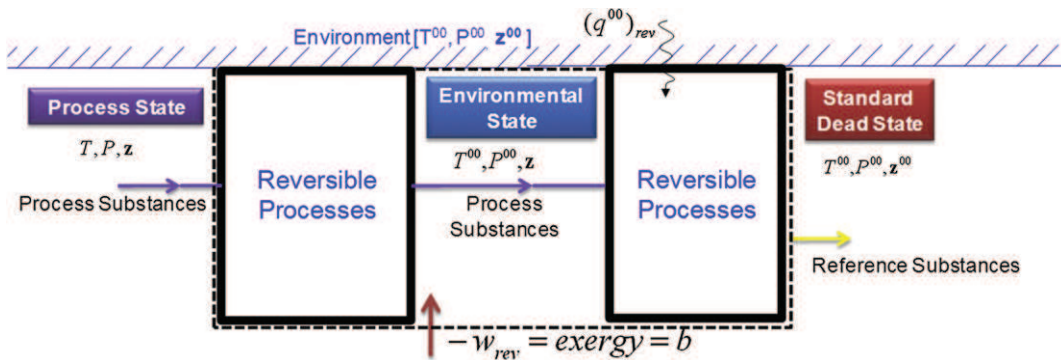 Environment[T⁰⁰, P⁰⁰ z⁰⁰]
(q⁰⁰)rev
Process State
T, P, z
Process Substances
Reversible
Processes
Environmental
State
T⁰⁰, P⁰⁰, z
Process
Substances
Reversible
Processes
Standard
Dead State
T⁰⁰, P⁰⁰, z⁰⁰
Reference Substances
− wrev = exergy = b